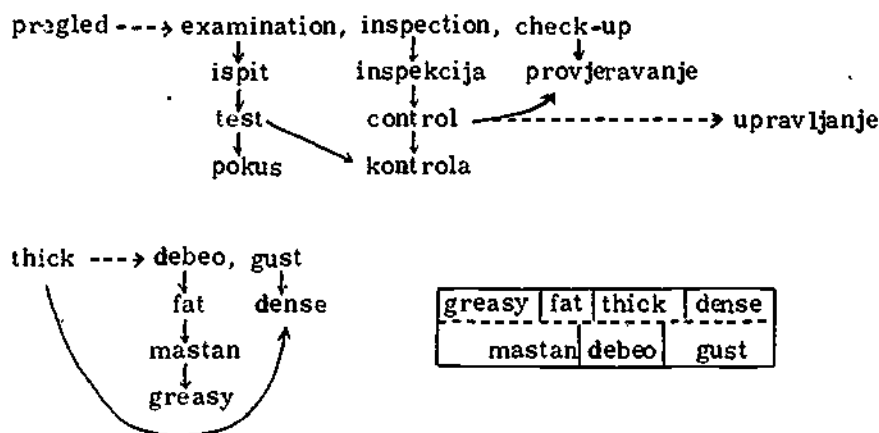 pregled ---> examination, inspection, check-up
ispit inspekcija provjeravanje
test control ---> upravljanje
pokus kontrola
thick ---> debeo, gust
fat dense
mastan
greasy
greasy fat thick dense
mastan debeo gust